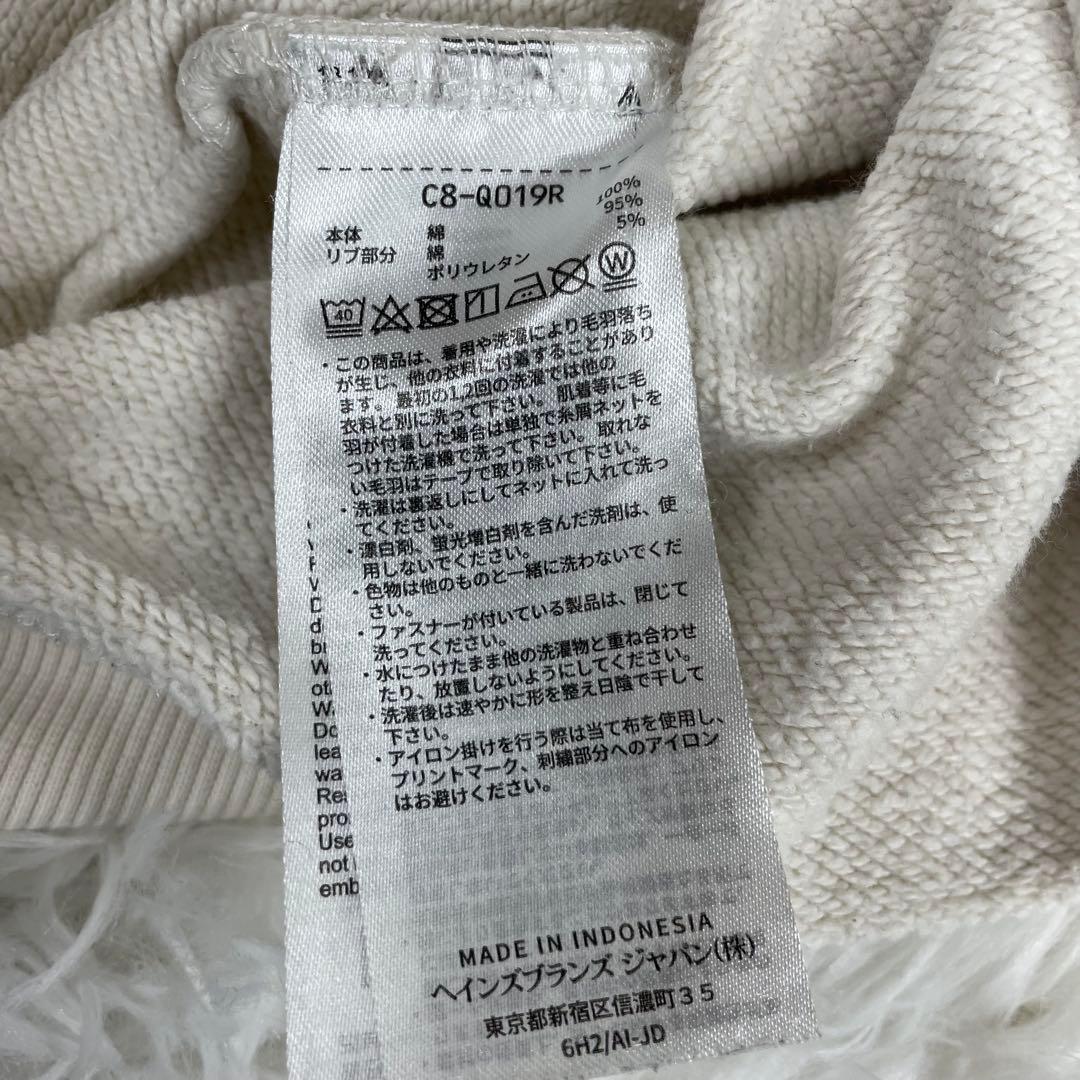 C8-Q019R
本体 綿 100%
リブ部分 綿 95%
ポリウレタン 5%
40
W
・この商品は、着用や洗濯により毛羽落ち
が生じ、他の衣料に付着することがあり
ます。最初の1,2回の洗濯では他の
衣料と別に洗って下さい。肌着等に毛
羽が付着した場合は単独で糸屑ネットを
つけた洗濯機で洗って下さい。取れな
い毛羽はテープで取り除いて下さい。
・洗濯は裏返しにしてネットに入れて洗っ
てください。
・漂白剤、蛍光増白剤を含んだ洗剤は、使
用しないでください。
・色物は他のものと一緒に洗わないでくだ
さい。
・ファスナーが付いている製品は、閉じて
洗ってください。
・水につけたまま他の洗濯物と重ね合わせ
たり、放置しないようにしてください。
・洗濯後は速やかに形を整え日陰で干して
下さい。
・アイロン掛けを行う際は当て布を使用し、
プリントマーク、刺繍部分へのアイロン
はお避けください。
Use
not
MADE IN INDONESIA
ヘインズブランズ ジャパン(株)
東京都新宿区信濃町35
6H2/AI-JD